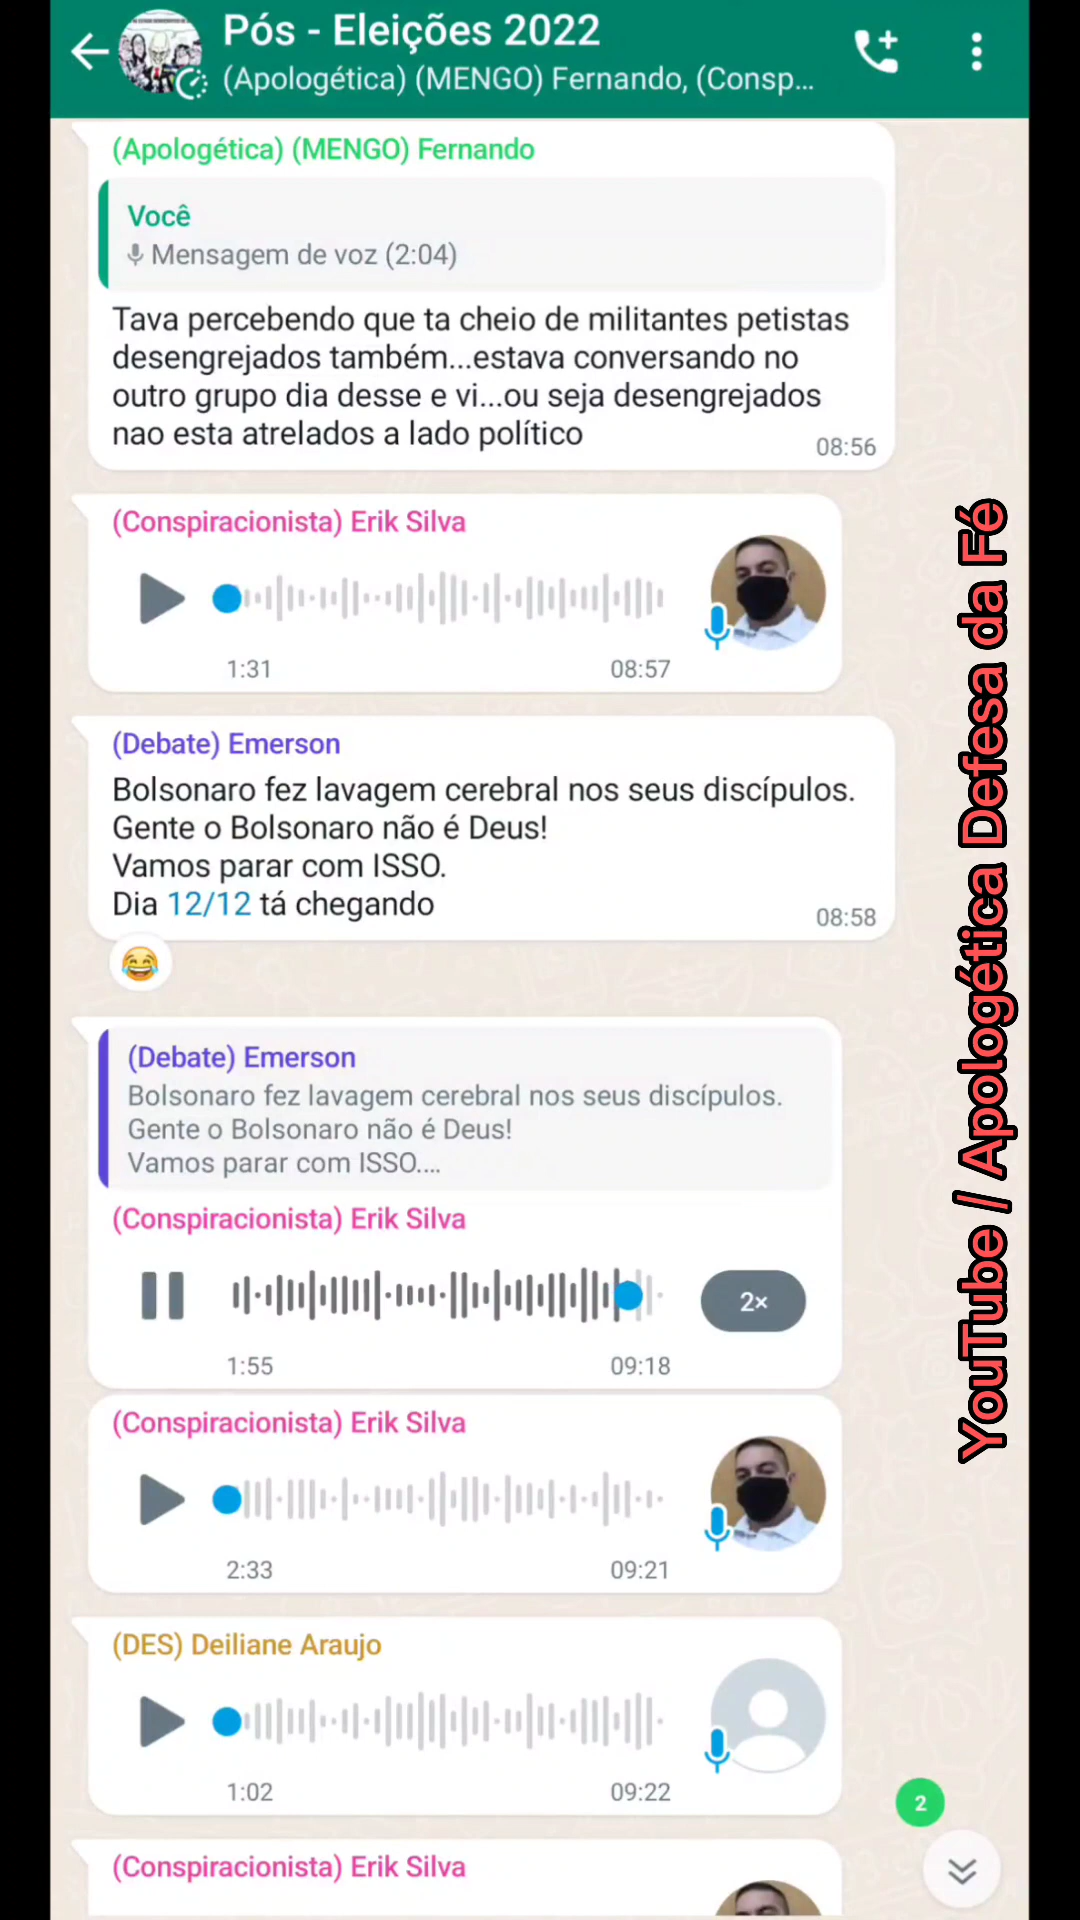 Pós - Eleições 2022
(Apologética) (MENGO) Fernando, (Consp...
(Apologética) (MENGO) Fernando
Você
Mensagem de voz (2:04)
Tava percebendo que ta cheio de militantes petistas
desengrejados também...estava conversando no
outro grupo dia desse e vi...ou seja desengrejados
nao esta atrelados a lado político
08:56
(Conspiracionista) Erik Silva
1:31
08:57
(Debate) Emerson
Bolsonaro fez lavagem cerebral nos seus discípulos.
Gente o Bolsonaro não é Deus!
Vamos parar com ISSO.
Dia 12/12 tá chegando
08:58
(Debate) Emerson
Bolsonaro fez lavagem cerebral nos seus discípulos.
Gente o Bolsonaro não é Deus!
Vamos parar com ISSO....
(Conspiracionista) Erik Silva
2×
1:55
09:18
(Conspiracionista) Erik Silva
2:33
09:21
(DES) Deiliane Araujo
1:02
09:22
2
(Conspiracionista) Erik Silva
YouTube / Apologética Defesa da Fé